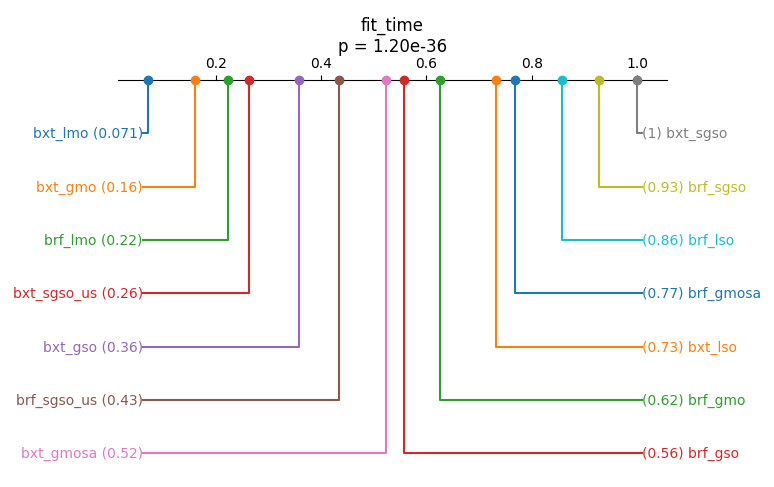 fit_time
p = 1.20e-36
0.2 0.4 0.6 0.8 1.0
bxt_lmo (0.071) (1) bxt_sgso
bxt_gmo (0.16) (0.93) brf_sgso
brf_lmo (0.22) (0.86) brf_lso
bxt_sgso_us (0.26) (0.77) brf_gmosa
bxt_gso (0.36) (0.73) bxt_lso
brf_sgso_us (0.43) (0.62) brf_gmo
bxt_gmosa (0.52) (0.56) brf_gso